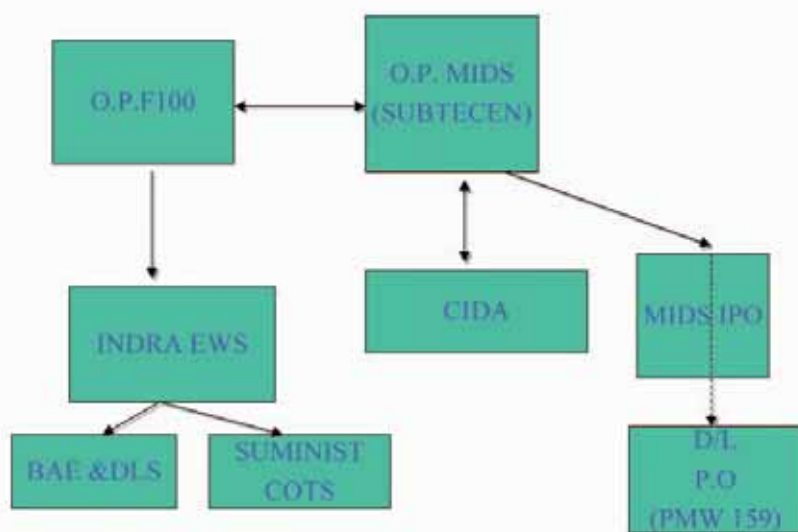 O.P.F100
O.P. MIDS
(SUBTECEN)
CIDA
MIDS IPO
INDRA EWS
BAE &DLS
SUMINIST
COTS
D/L
P.O
(PMW 159)